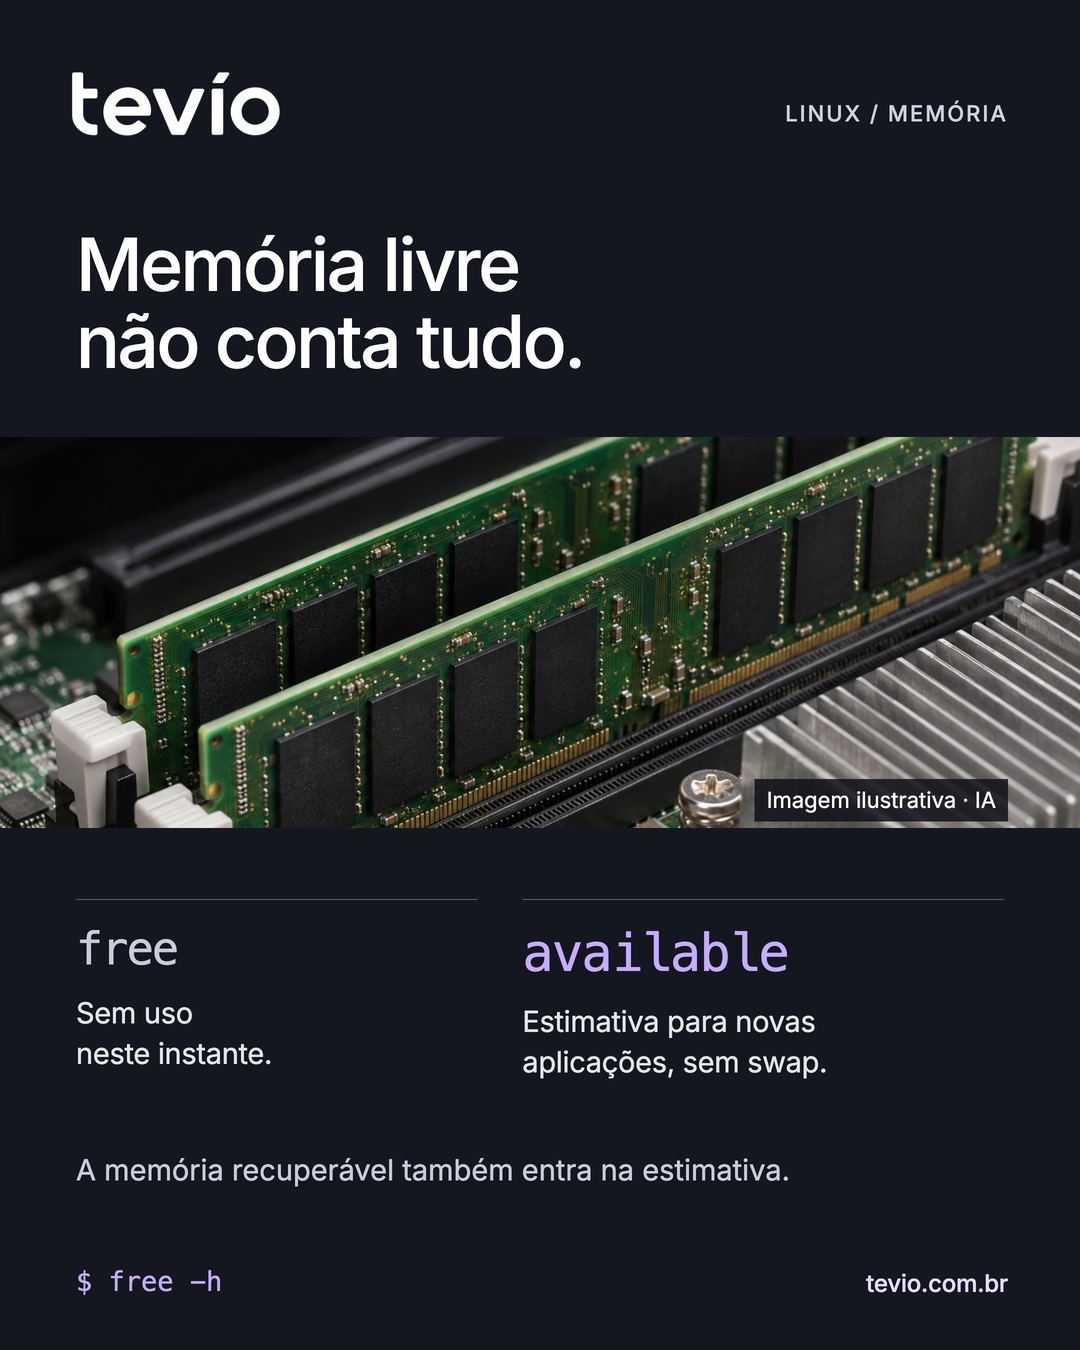 tevío
LINUX / MEMÓRIA
Memória livre
não conta tudo.
Imagem ilustrativa · IA
free
Sem uso
neste instante.
available
Estimativa para novas
aplicações, sem swap.
A memória recuperável também entra na estimativa.
$ free –h
tevio.com.br